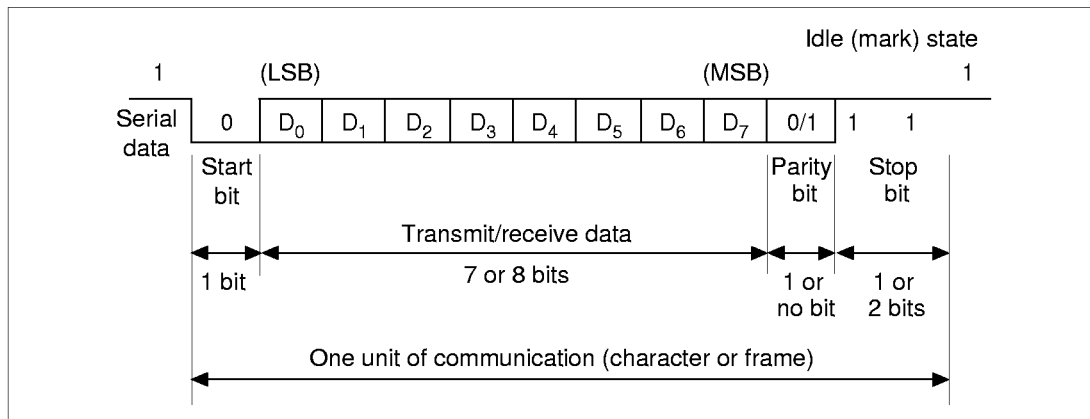 Idle (mark) state
1 (LSB) (MSB) 1
Serial data
0 D0 D1 D2 D3 D4 D5 D6 D7 0/1 1 1
Start bit
Parity bit
Stop bit
Transmit/receive data
1 bit
7 or 8 bits
1 or no bit
1 or 2 bits
One unit of communication (character or frame)